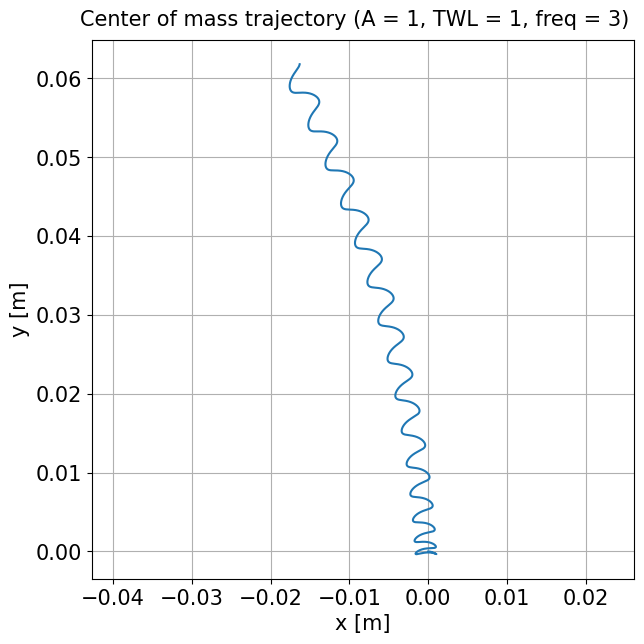 Center of mass trajectory (A = 1, TWL = 1, freq = 3)
0.06
0.05
0.04
0.03
0.02
0.01
0.00
y [m]
−0.04 −0.03 −0.02 −0.01 0.00 0.01 0.02
x [m]